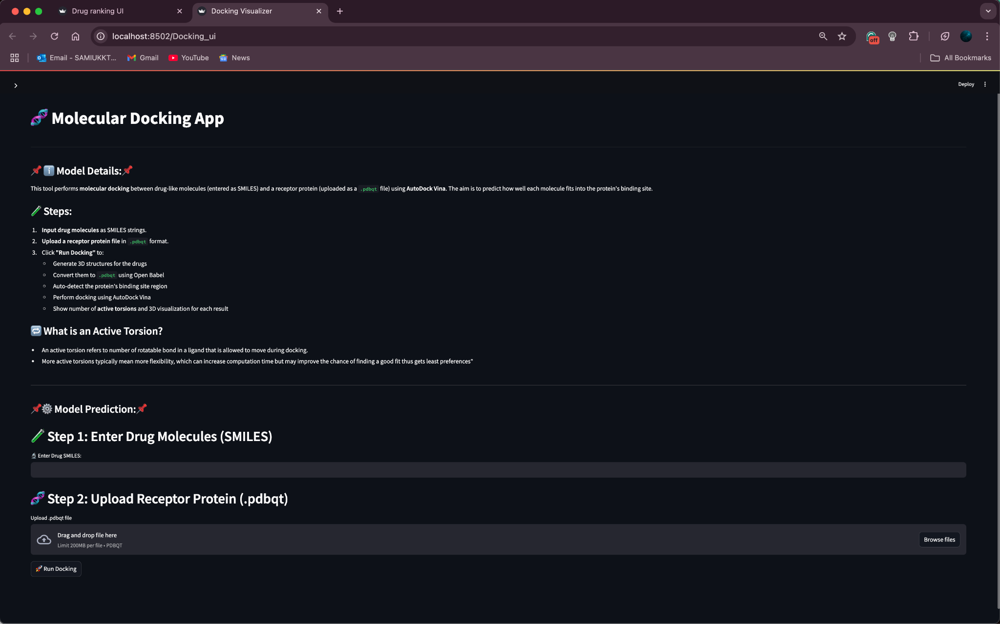 Drug ranking UI
Docking Visualizer
localhost:8502/Docking_ui
off
Email - SAMIUKKT...
Gmail
YouTube
News
All Bookmarks
Deploy
Molecular Docking App
Model Details:
This tool performs molecular docking between drug-like molecules (entered as SMILES) and a receptor protein (uploaded as a .pdbqt file) using AutoDock Vina. The aim is to predict how well each molecule fits into the protein's binding site.
Steps:
1. Input drug molecules as SMILES strings.
2. Upload a receptor protein file in .pdbqt format.
3. Click "Run Docking" to:
Generate 3D structures for the drugs
Convert them to .pdbqt using Open Babel
Auto-detect the protein's binding site region
Perform docking using AutoDock Vina
Show number of active torsions and 3D visualization for each result
What is an Active Torsion?
An active torsion refers to number of rotatable bond in a ligand that is allowed to move during docking.
More active torsions typically mean more flexibility, which can increase computation time but may improve the chance of finding a good fit thus gets least preferences"
Model Prediction:
Step 1: Enter Drug Molecules (SMILES)
Enter Drug SMILES:
Step 2: Upload Receptor Protein (.pdbqt)
Upload .pdbqt file
Drag and drop file here
Limit 200MB per file • PDBQT
Browse files
Run Docking